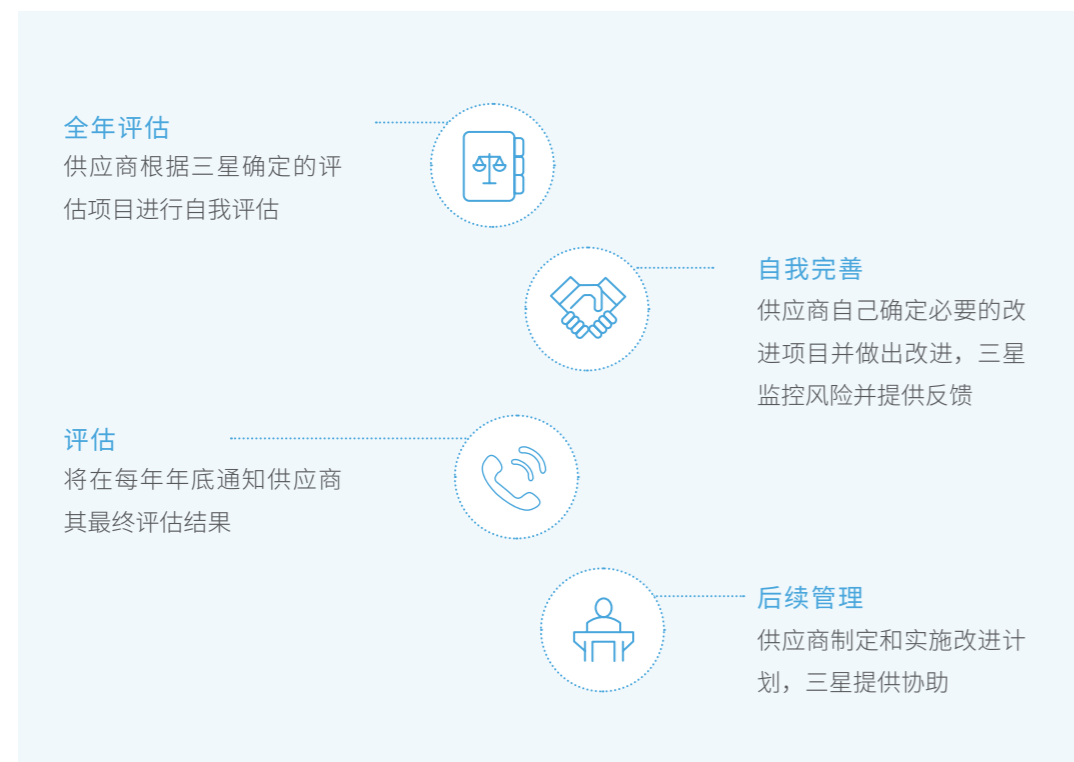 全年评估
供应商根据三星确定的评
估项目进行自我评估
自我完善
供应商自己确定必要的改
进项目并做出改进，三星
监控风险并提供反馈
评估
将在每年年底通知供应商
其最终评估结果
后续管理
供应商制定和实施改进计
划，三星提供协助